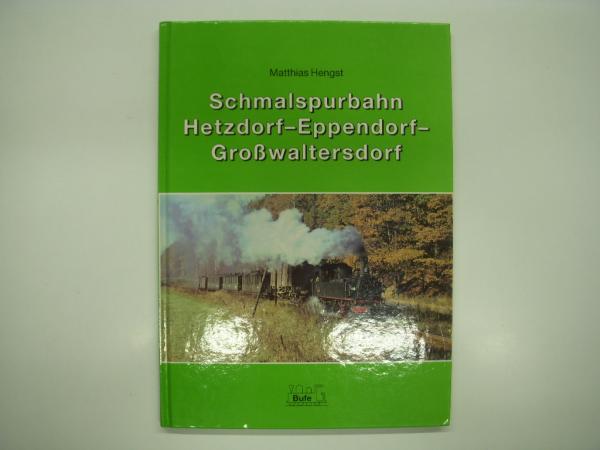 Matthias Hengst
Schmalspurbahn
Hetzdorf–Eppendorf–
Großwaltersdorf
Bufe